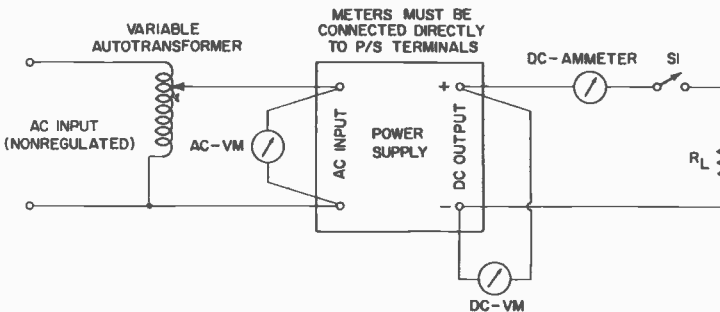 METERS MUST BE
CONNECTED DIRECTLY
TO P/S TERMINALS
VARIABLE
AUTOTRANSFORMER
DC-AMMETER
S1
AC INPUT
(NONREGULATED)
AC-VM
AC INPUT
POWER
SUPPLY
DC OUTPUT
+
−
RL
DC-VM